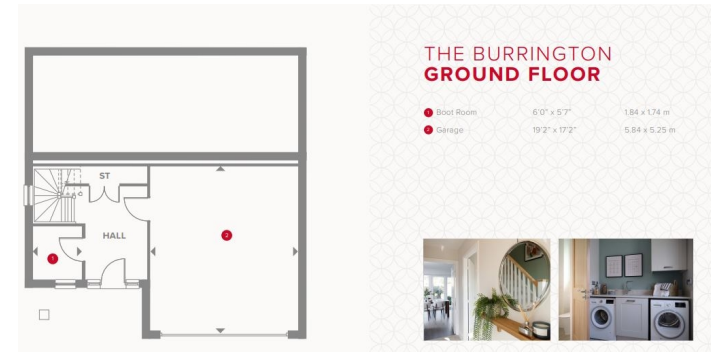 THE BURRINGTON
GROUND FLOOR
1 Boot Room 6'0" x 5'7" 1.84 x 1.74 m
2 Garage 19'2" x 17'2" 5.84 x 5.25 m
ST
HALL
1
2